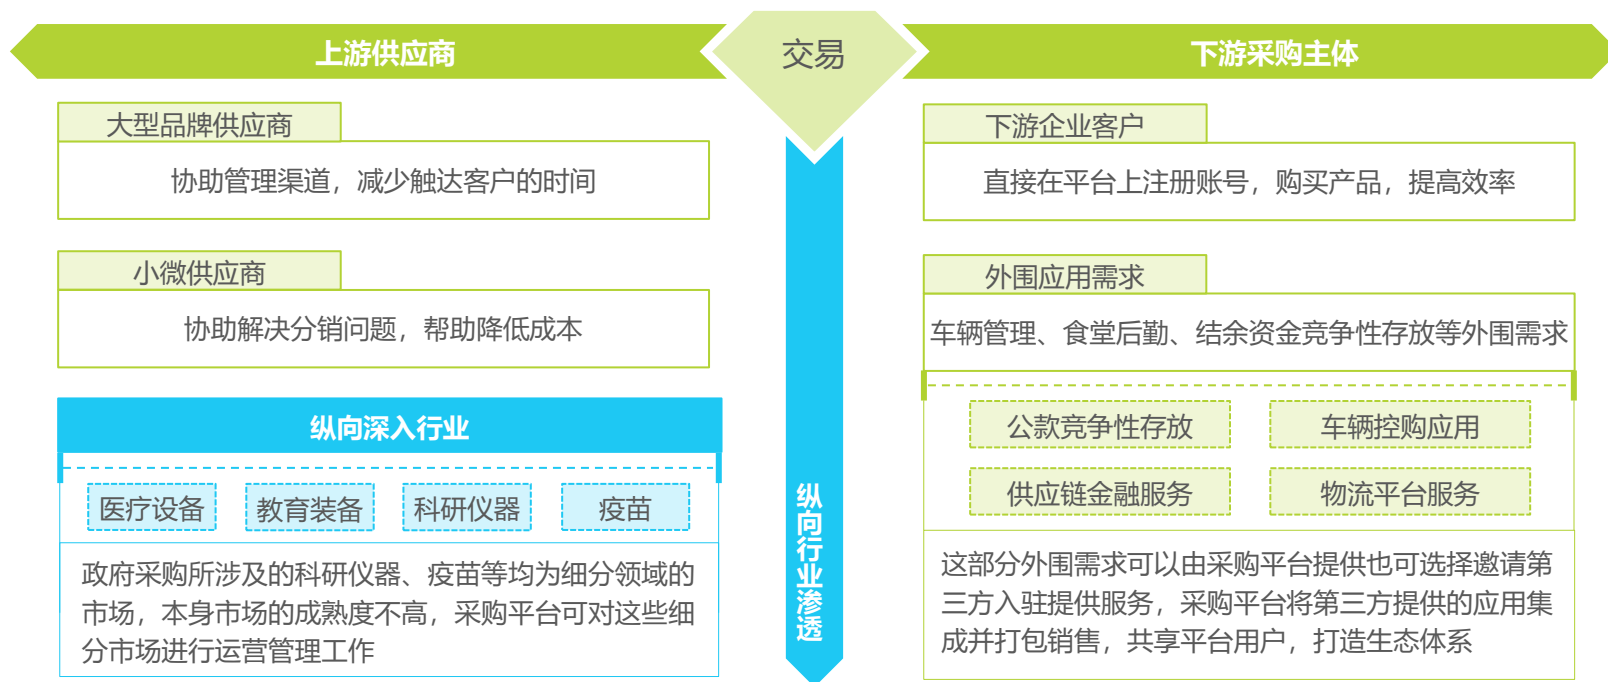 上游供应商
交易
下游采购主体
大型品牌供应商
协助管理渠道，减少触达客户的时间
小微供应商
协助解决分销问题，帮助降低成本
纵向深入行业
医疗设备
教育装备
科研仪器
疫苗
政府采购所涉及的科研仪器、疫苗等均为细分领域的
市场，本身市场的成熟度不高，采购平台可对这些细
分市场进行运营管理工作
纵向行业渗透
下游企业客户
直接在平台上注册账号，购买产品，提高效率
外围应用需求
车辆管理、食堂后勤、结余资金竞争性存放等外围需求
公款竞争性存放
车辆控购应用
供应链金融服务
物流平台服务
这部分外围需求可以由采购平台提供也可选择邀请第
三方入驻提供服务，采购平台将第三方提供的应用集
成并打包销售，共享平台用户，打造生态体系